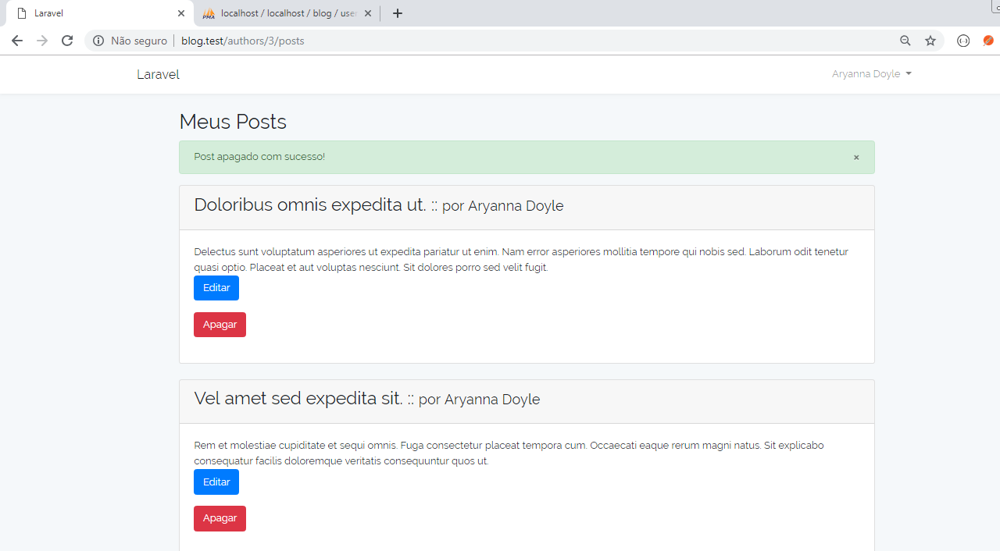 Laravel
localhost / localhost / blog / user
Não seguro
blog.test/authors/3/posts
Laravel
Aryanna Doyle
Meus Posts
Post apagado com sucesso!
×
Doloribus omnis expedita ut. :: por Aryanna Doyle
Delectus sunt voluptatum asperiores ut expedita pariatur ut enim. Nam error asperiores mollitia tempore qui nobis sed. Laborum odit tenetur
quasi optio. Placeat et aut voluptas nesciunt. Sit dolores porro sed velit fugit.
Editar
Apagar
Vel amet sed expedita sit. :: por Aryanna Doyle
Rem et molestiae cupiditate et sequi omnis. Fuga consectetur placeat tempora cum. Occaecati eaque rerum magni natus. Sit explicabo
consequatur facilis doloremque veritatis consequuntur quos ut.
Editar
Apagar